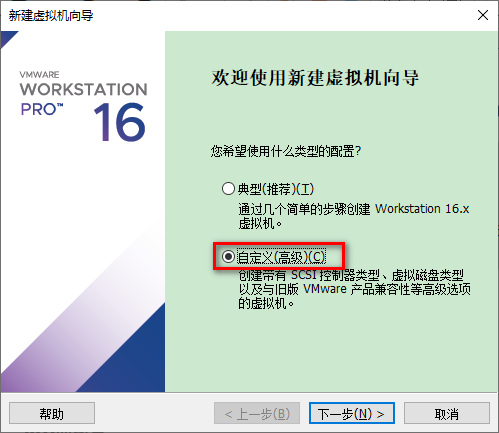 新建虚拟机向导
VMWARE
WORKSTATION
PRO™ 16
欢迎使用新建虚拟机向导
您希望使用什么类型的配置?
典型(推荐)(T)
通过几个简单的步骤创建 Workstation 16.x
虚拟机。
自定义(高级)(C)
创建带有 SCSI 控制器类型、虚拟磁盘类型
以及与旧版 VMware 产品兼容性等高级选项
的虚拟机。
帮助
< 上一步(B)
下一步(N) >
取消